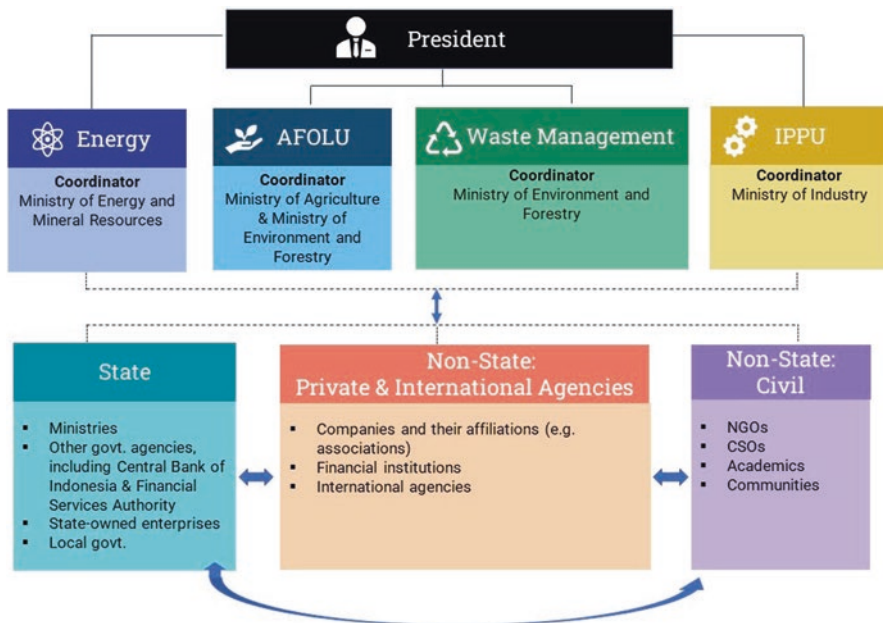 President
Energy
Coordinator
Ministry of Energy and
Mineral Resources
AFOLU
Coordinator
Ministry of Agriculture
& Ministry of
Environment and
Forestry
Waste Management
Coordinator
Ministry of Environment and
Forestry
IPPU
Coordinator
Ministry of Industry
State
▪ Ministries
▪ Other govt. agencies,
including Central Bank of
Indonesia & Financial
Services Authority
▪ State-owned enterprises
▪ Local govt.
Non-State:
Private & International Agencies
▪ Companies and their affiliations (e.g.
associations)
▪ Financial institutions
▪ International agencies
Non-State:
Civil
▪ NGOs
▪ CSOs
▪ Academics
▪ Communities